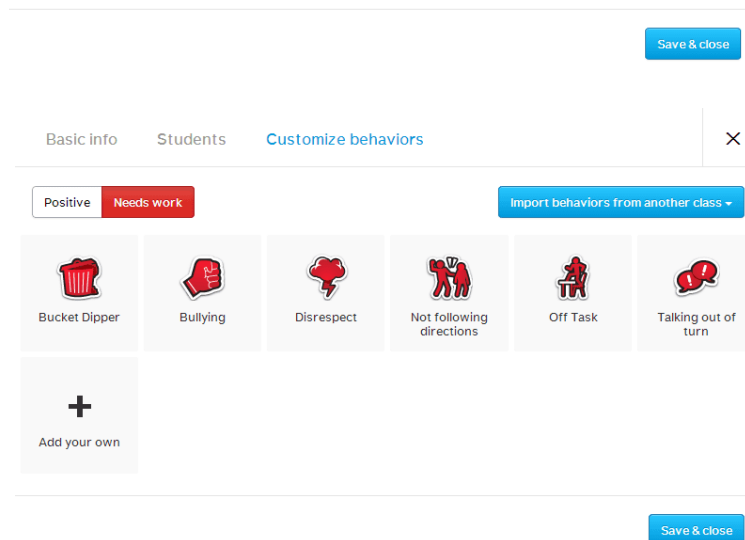 Save & close
Basic info Students Customize behaviors
Positive Needs work Import behaviors from another class
Bucket Dipper Bullying Disrespect Not following Off Task Talking out of
directions turn
Add your own
Save & close